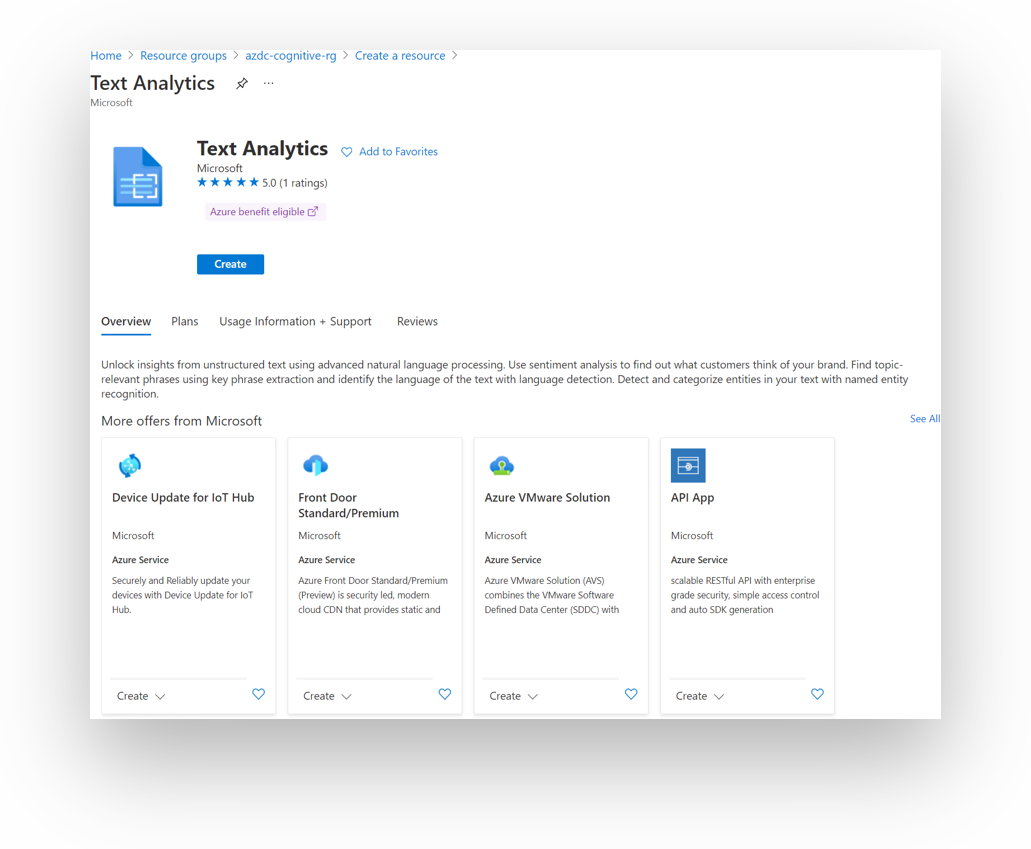 Home > Resource groups > azdc-cognitive-rg > Create a resource >
Text Analytics ...
Microsoft
Text Analytics Add to Favorites
Microsoft
5.0 (1 ratings)
Azure benefit eligible
Create
Overview Plans Usage Information + Support Reviews
Unlock insights from unstructured text using advanced natural language processing. Use sentiment analysis to find out what customers think of your brand. Find topic-
relevant phrases using key phrase extraction and identify the language of the text with language detection. Detect and categorize entities in your text with named entity
recognition.
More offers from Microsoft See All
Device Update for IoT Hub
Microsoft
Azure Service
Securely and Reliably update your
devices with Device Update for IoT
Hub.
Create
Front Door
Standard/Premium
Microsoft
Azure Service
Azure Front Door Standard/Premium
(Preview) is security led, modern
cloud CDN that provides static and
Create
Azure VMware Solution
Microsoft
Azure Service
Azure VMware Solution (AVS)
combines the VMware Software
Defined Data Center (SDDC) with
Create
API App
Microsoft
Azure Service
scalable RESTful API with enterprise
grade security, simple access control
and auto SDK generation
Create